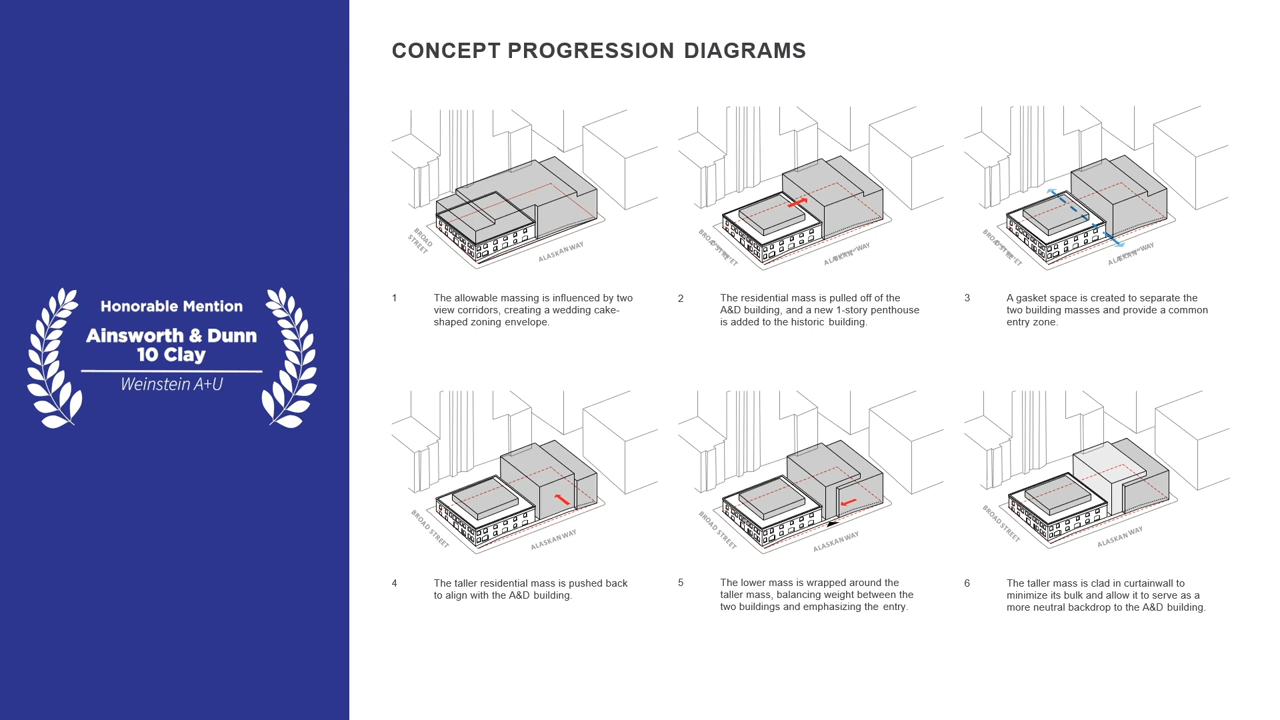 CONCEPT PROGRESSION DIAGRAMS
Honorable Mention
Ainsworth & Dunn
10 Clay
Weinstein A+U
BROAD
STREET
ALASKAN WAY
1
The allowable massing is influenced by two
view corridors, creating a wedding cake-
shaped zoning envelope.
ALASKAN WAY
2
The residential mass is pulled off of the
A&D building, and a new 1-story penthouse
is added to the historic building.
ALASKAN WAY
3
A gasket space is created to separate the
two building masses and provide a common
entry zone.
BROAD STREET
ALASKAN WAY
4
The taller residential mass is pushed back
to align with the A&D building.
BROAD STREET
ALASKAN WAY
5
The lower mass is wrapped around the
taller mass, balancing weight between the
two buildings and emphasizing the entry.
BROAD STREET
ALASKAN WAY
6
The taller mass is clad in curtainwall to
minimize its bulk and allow it to serve as a
more neutral backdrop to the A&D building.